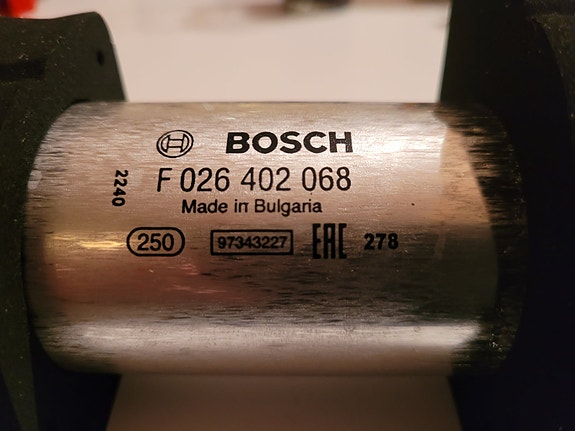 BOSCH
F 026 402 068
2240
Made in Bulgaria
250 97343227 EAC 278